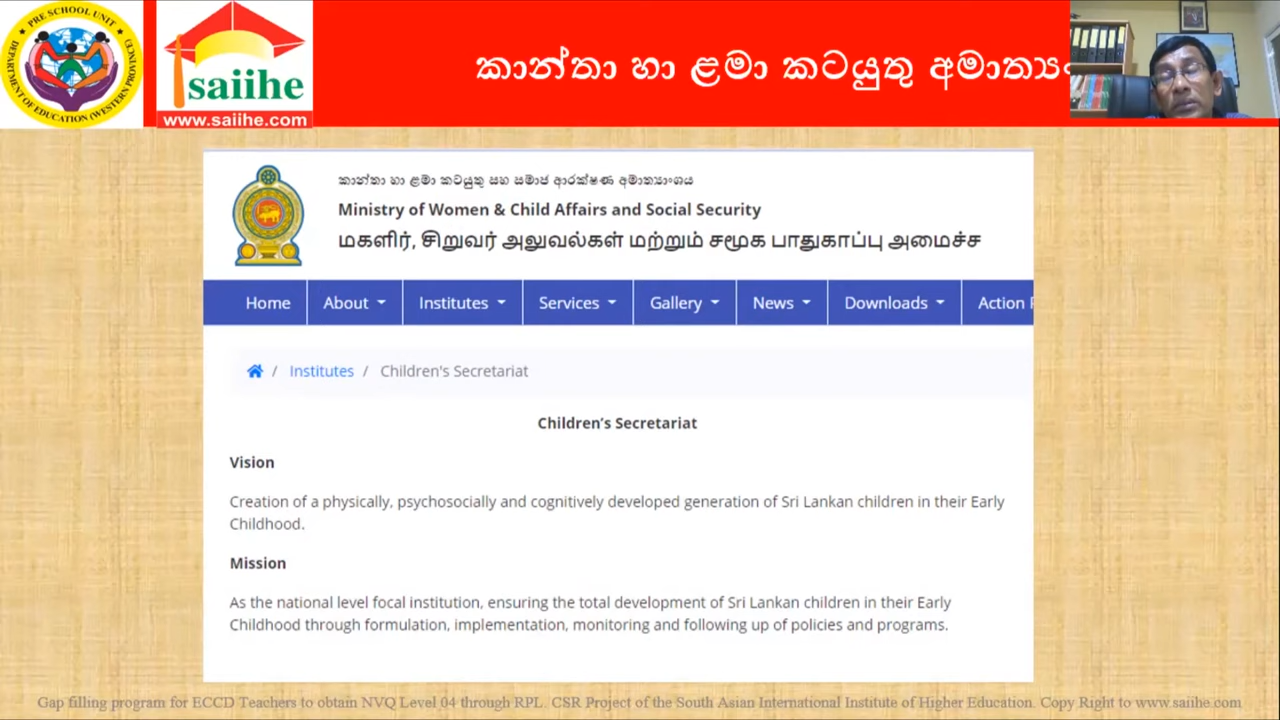 PRE SCHOOL UNIT
DEPARTMENT OF EDUCATION (WESTERN PROVINCE)
saiihe
www.saiihe.com
කාන්තා හා ළමා කටයුතු
කාන්තා හා ළමා කටයුතු සහ සමාජ ආරක්ෂණ අමාත්‍යාංශය
Ministry of Women & Child Affairs and Social Security
மகளிர், சிறுவர் அலுவல்கள் மற்றும் சமூக பாதுகாப்பு அமைச்ச
Home About Institutes Services Gallery News Downloads Action
/ Institutes / Children's Secretariat
Children's Secretariat
Vision
Creation of a physically, psychosocially and cognitively developed generation of Sri Lankan children in their Early
Childhood.
Mission
As the national level focal institution, ensuring the total development of Sri Lankan children in their Early
Childhood through formulation, implementation, monitoring and following up of policies and programs.
Gap filling program for ECCD Teachers to obtain NVQ Level 04 through RPL. CSR Project of the South Asian International Institute of Higher Education. Copy Right to www.saiihe.com